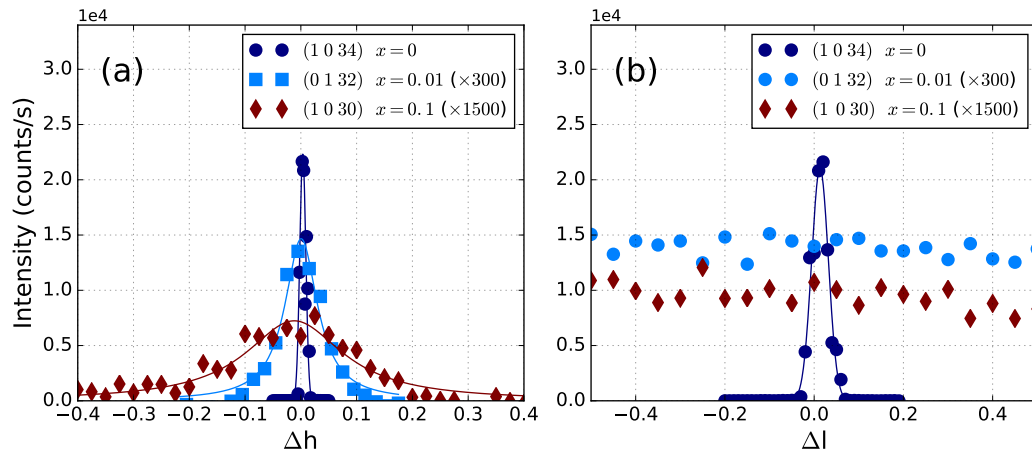 1e4
1e4
(a)
(1 0 34) x = 0
(0 1 32) x = 0.01 (×300)
(1 0 30) x = 0.1 (×1500)
(b)
(1 0 34) x = 0
(0 1 32) x = 0.01 (×300)
(1 0 30) x = 0.1 (×1500)
Intensity (counts/s)
3.0
2.5
2.0
1.5
1.0
0.5
0.0
−0.4 −0.3 −0.2 −0.1 0.0 0.1 0.2 0.3 0.4
Δh
3.0
2.5
2.0
1.5
1.0
0.5
0.0
−0.4 −0.2 0.0 0.2 0.4
Δl